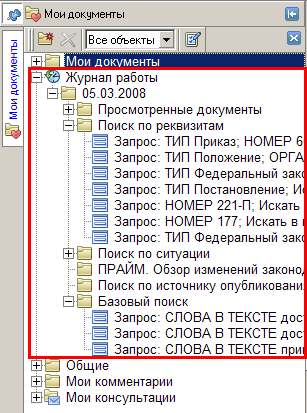 Мои документы
Мои документы
Все объекты
Мои документы
Журнал работы
05.03.2008
Просмотренные документы
Поиск по реквизитам
Запрос: ТИП Приказ; НОМЕР 6
Запрос: ТИП Положение; ОРГА
Запрос: ТИП Федеральный зако
Запрос: ТИП Постановление; И
Запрос: НОМЕР 221-П; Искать
Запрос: НОМЕР 177; Искать в
Запрос: ТИП Федеральный зако
Поиск по ситуации
ПРАЙМ. Обзор изменений законод
Поиск по источнику опубликовани
Базовый поиск
Запрос: СЛОВА В ТЕКСТЕ дос
Запрос: СЛОВА В ТЕКСТЕ дос
Запрос: СЛОВА В ТЕКСТЕ при
Общие
Мои комментарии
Мои консультации